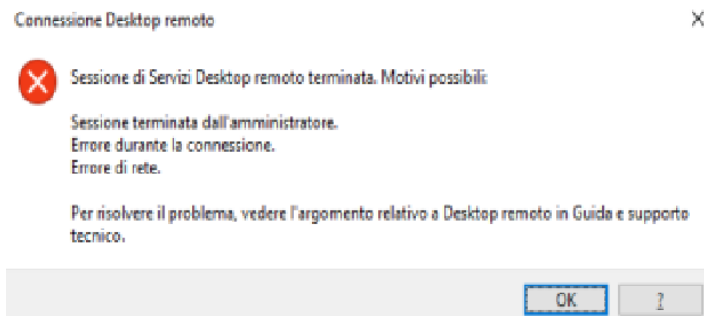 Connessione Desktop remoto
Sessione di Servizi Desktop remoto terminata. Motivi possibili:
Sessione terminata dall'amministratore.
Errore durante la connessione.
Errore di rete.
Per risolvere il problema, vedere l'argomento relativo a Desktop remoto in Guida e supporto
tecnico.
OK
?